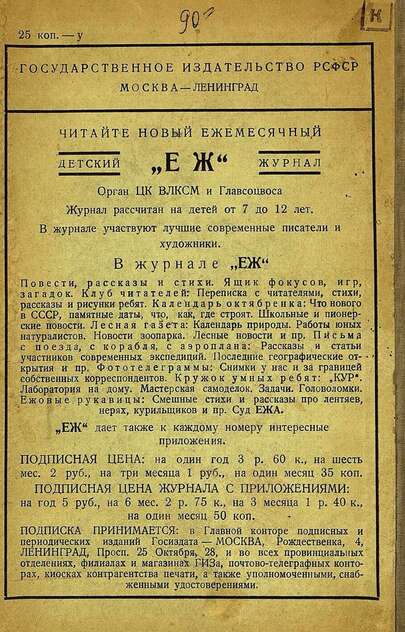 90
н
25 коп.—у
ГОСУДАРСТВЕННОЕ ИЗДАТЕЛЬСТВО РСФСР
МОСКВА—ЛЕНИНГРАД
ЧИТАЙТЕ НОВЫЙ ЕЖЕМЕСЯЧНЫЙ
ДЕТСКИЙ „ЕЖ“ ЖУРНАЛ
Орган ЦК ВЛКСМ и Главсоцвоса
Журнал рассчитан на детей от 7 до 12 лет.
В журнале участвуют лучшие современные писатели и
художники.
В журнале „ЕЖ“
Повести, рассказы и стихи. Ящик фокусов, игр,
загадок. Клуб читателей: Переписка с читателями, стихи,
рассказы и рисунки ребят. Календарь октябренка: Что нового
в СССР, памятные даты, что, как, где строят. Школьные и пионер-
ские новости. Лесная газета: Календарь природы. Работы юных
натуралистов. Новости зоопарка. Лесные новости и пр. Письма
с поезда, с корабля, с аэроплана: Рассказы и статьи
участников современных экспедиций. Последние географические от-
крытия и пр. Фототелеграммы: Снимки у нас и за границей
собственных корреспондентов. Кружок умных ребят: „КУР“.
Лаборатория на дому. Мастерская самоделок. Задачи. Головоломки.
Ежовые рукавицы: Смешные стихи и рассказы про лентяев,
нерях, курильщиков и пр. Суд ЕЖА.
„ЕЖ“ дает также к каждому номеру интересные
приложения.
ПОДПИСНАЯ ЦЕНА: на один год 3 р. 60 к., на шесть
мес. 2 руб., на три месяца 1 руб., на один месяц 35 коп.
ПОДПИСНАЯ ЦЕНА ЖУРНАЛА С ПРИЛОЖЕНИЯМИ:
на год 5 руб., на 6 мес. 2 р. 75 к., на 3 месяца 1 р. 40 к.,
на один месяц 50 коп.
ПОДПИСКА ПРИНИМАЕТСЯ: в Главной конторе подписных и
периодических изданий Госиздата—МОСКВА, Рождественка, 4,
ЛЕНИНГРАД, Просп. 25 Октября, 28, и во всех провинциальных
отделениях, филиалах и магазинах ГИЗа, почтово-телеграфных конто-
рах, киосках контрагентства печати, а также уполномоченными, снаб-
женными удостоверениями.